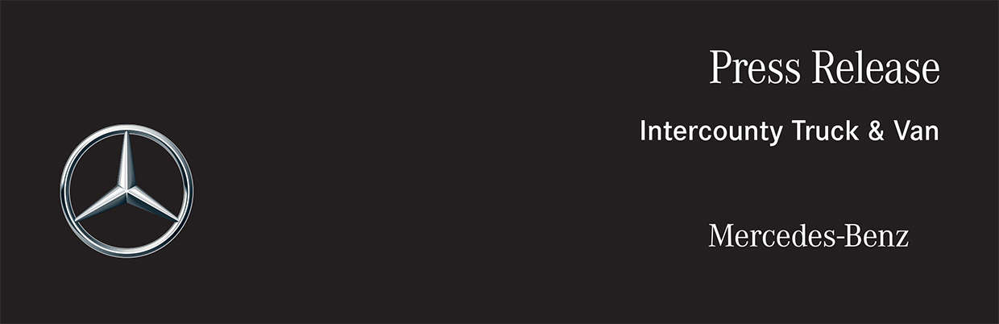 Press Release
Intercounty Truck & Van
Mercedes-Benz